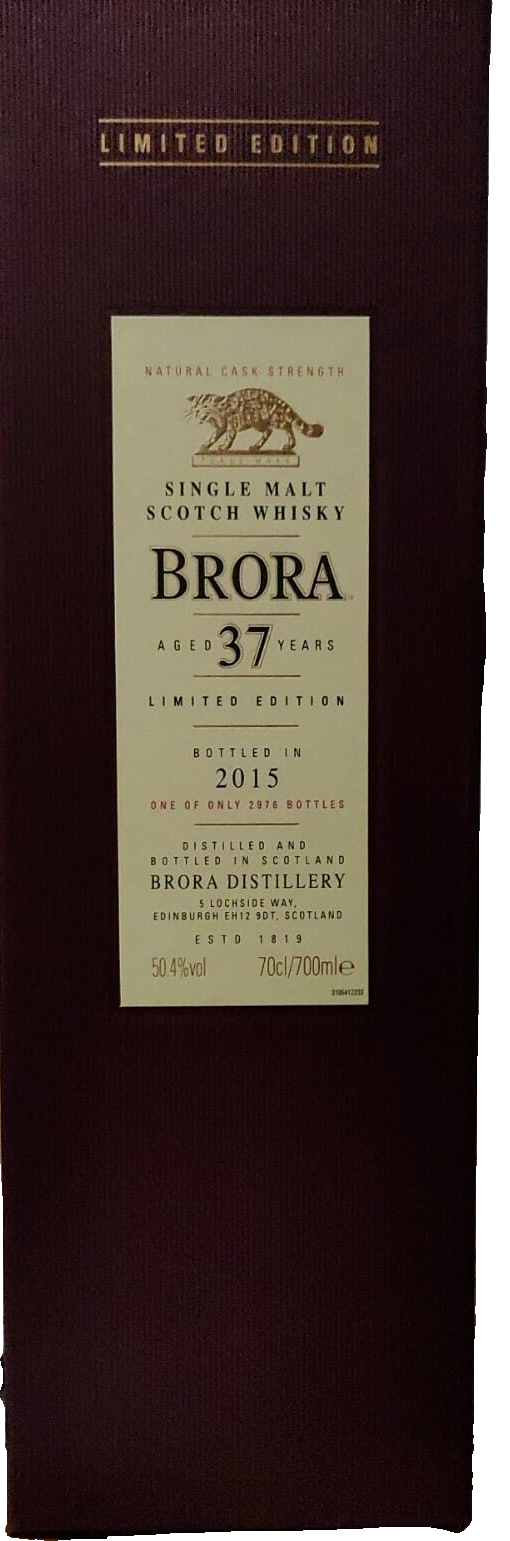 LIMITED EDITION
NATURAL CASK STRENGTH
TRADE MARK
SINGLE MALT
SCOTCH WHISKY
BRORA
AGED 37 YEARS
LIMITED EDITION
BOTTLED IN
2015
ONE OF ONLY 2976 BOTTLES
DISTILLED AND
BOTTLED IN SCOTLAND
BRORA DISTILLERY
5 LOCHSIDE WAY,
EDINBURGH EH12 9DT, SCOTLAND
ESTD 1819
50.4%vol 70cl/700ml℮